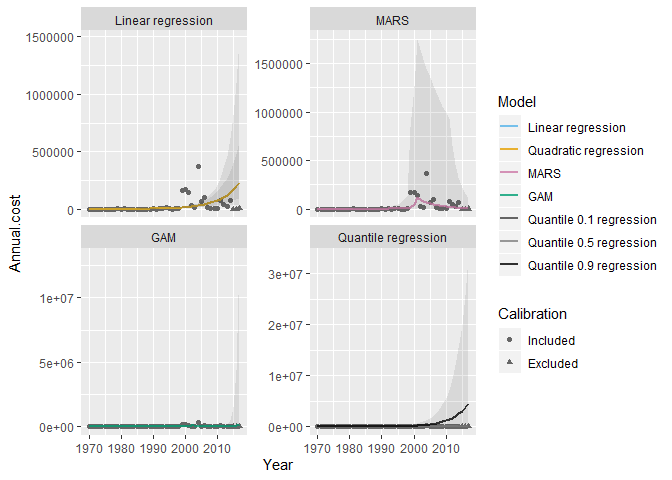 Linear regression
MARS
1500000
1000000
500000
0
1500000
1000000
500000
0
Annual.cost
GAM
Quantile regression
1e+07
5e+06
0e+00
3e+07
2e+07
1e+07
0e+00
1970 1980 1990 2000 2010
1970 1980 1990 2000 2010
Year
Model
Linear regression
Quadratic regression
MARS
GAM
Quantile 0.1 regression
Quantile 0.5 regression
Quantile 0.9 regression
Calibration
Included
Excluded